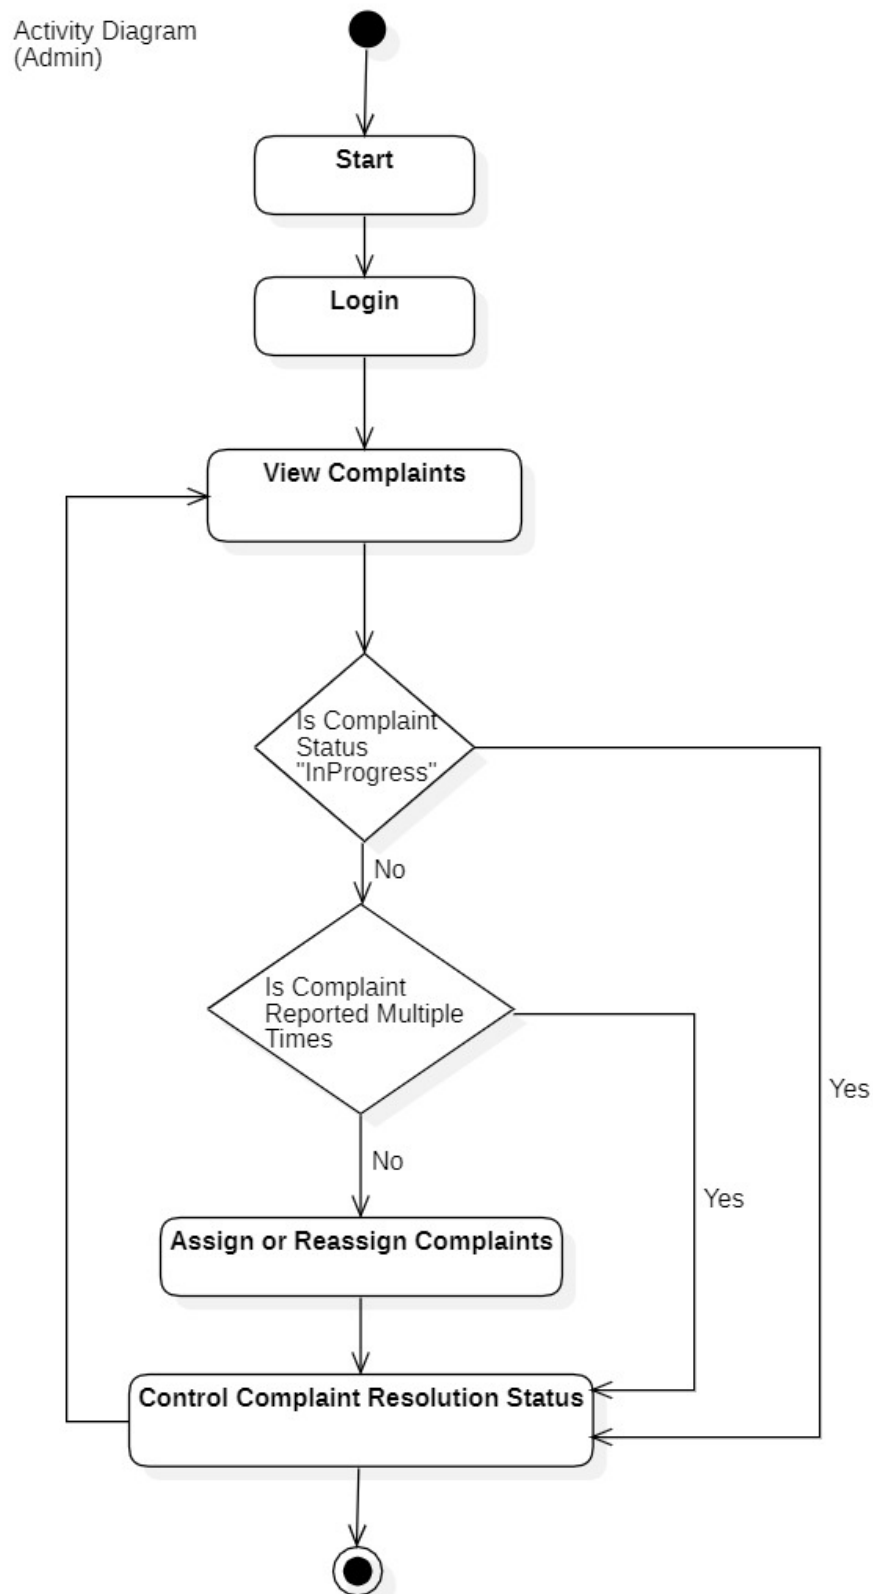 Activity Diagram
(Admin)
Start
Login
View Complaints
Is Complaint
Status
"InProgress"
No
Is Complaint
Reported Multiple
Times
Yes
No
Yes
Assign or Reassign Complaints
Control Complaint Resolution Status